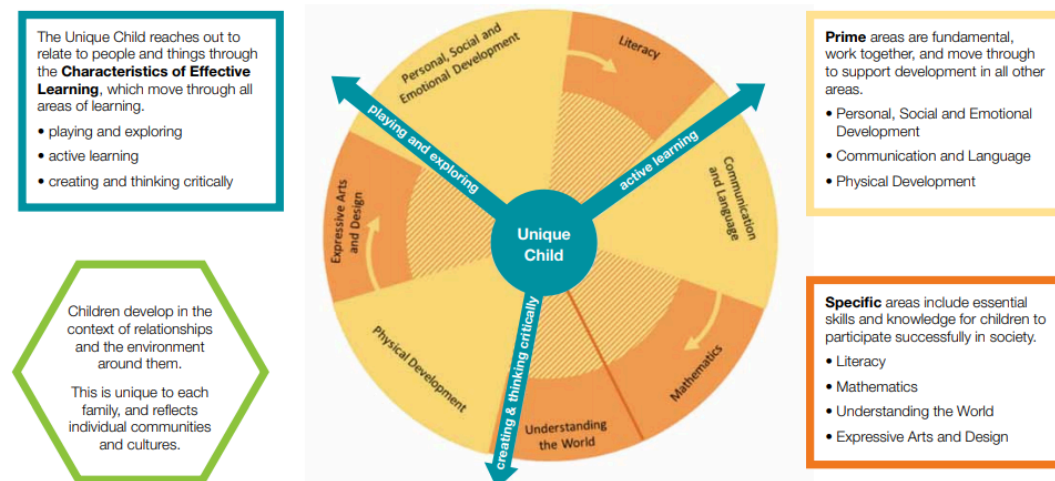 The Unique Child reaches out to
relate to people and things through
the Characteristics of Effective
Learning, which move through all
areas of learning.
• playing and exploring
• active learning
• creating and thinking critically
Children develop in the
context of relationships
and the environment
around them.
This is unique to each
family, and reflects
individual communities
and cultures.
Personal, Social and
Emotional Development
Literacy
playing and exploring
active learning
Communication
and Language
Expressive Arts
and Design
Unique
Child
Physical Development
creating & thinking critically
Mathematics
Understanding
the World
Prime areas are fundamental,
work together, and move through
to support development in all other
areas.
• Personal, Social and Emotional
Development
• Communication and Language
• Physical Development
Specific areas include essential
skills and knowledge for children to
participate successfully in society.
• Literacy
• Mathematics
• Understanding the World
• Expressive Arts and Design